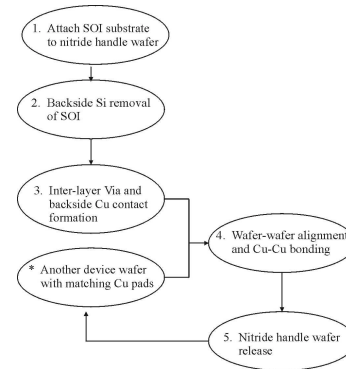 1. Attach SOI substrate
to nitride handle wafer
2. Backside Si removal
of SOI
3. Inter-layer Via and
backside Cu contact
formation
4. Wafer-wafer alignment
and Cu-Cu bonding
* Another device wafer
with matching Cu pads
5. Nitride handle wafer
release